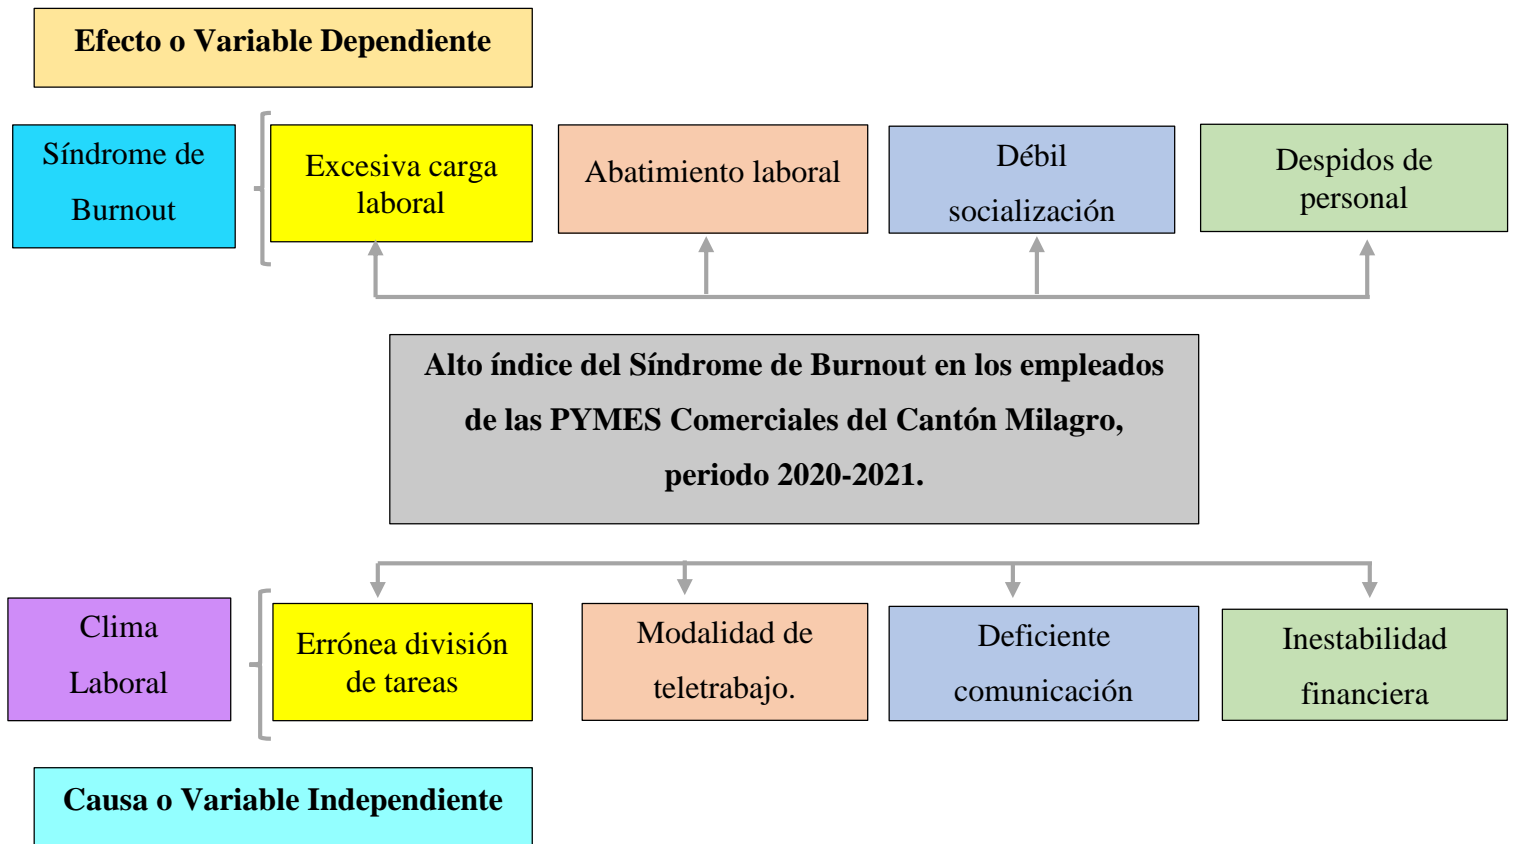 Efecto o Variable Dependiente
Síndrome de
Burnout
Excesiva carga
laboral
Abatimiento laboral
Débil
socialización
Despidos de
personal
Alto índice del Síndrome de Burnout en los empleados
de las PYMES Comerciales del Cantón Milagro,
periodo 2020-2021.
Clima
Laboral
Errónea división
de tareas
Modalidad de
teletrabajo.
Deficiente
comunicación
Inestabilidad
financiera
Causa o Variable Independiente